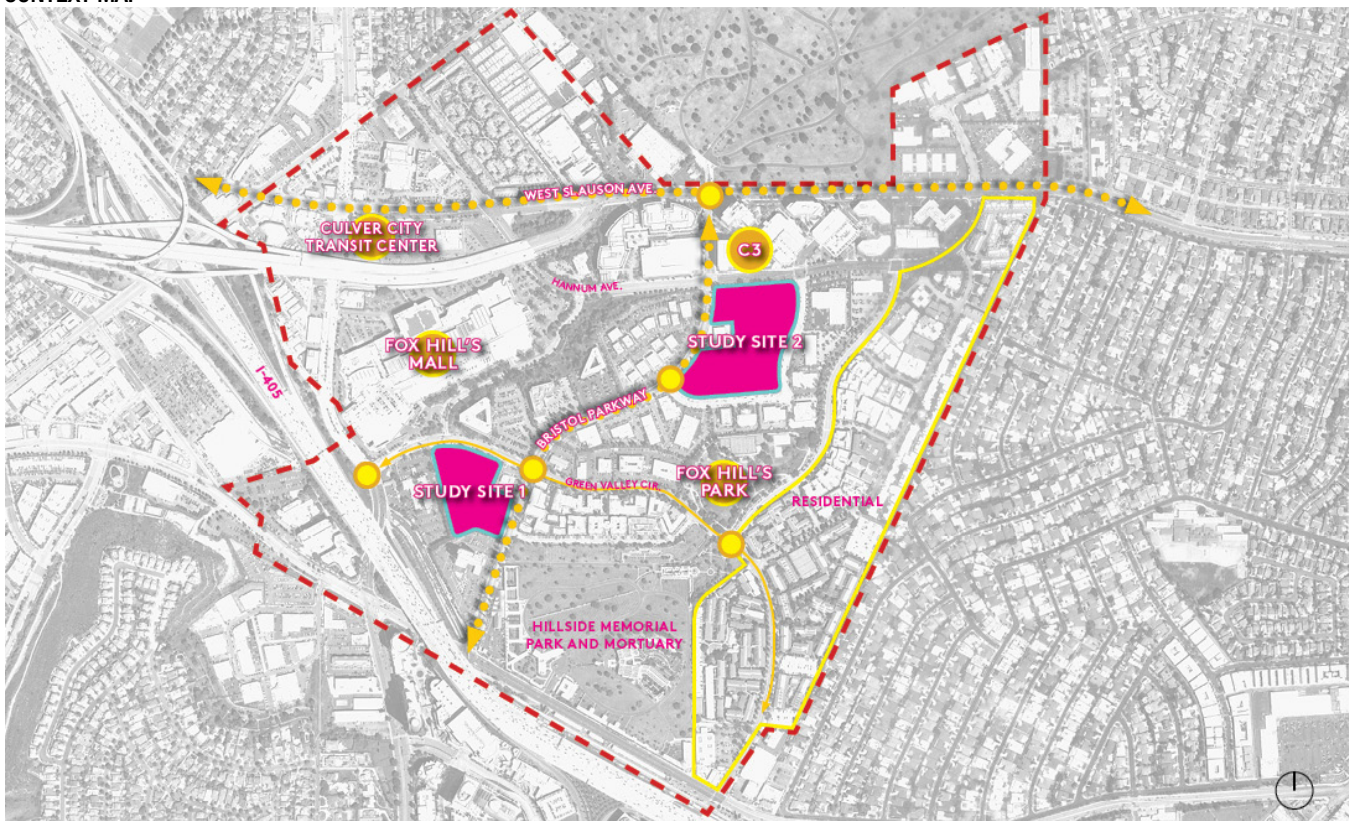 CONTEXT MAP
WEST SLAUSON AVE.
CULVER CITY
TRANSIT CENTER
C3
HANNUM AVE.
FOX HILL'S
MALL
STUDY SITE 2
I-405
BRISTOL PARKWAY
STUDY SITE 1
GREEN VALLEY CIR.
FOX HILL'S
PARK
RESIDENTIAL
HILLSIDE MEMORIAL
PARK AND MORTUARY